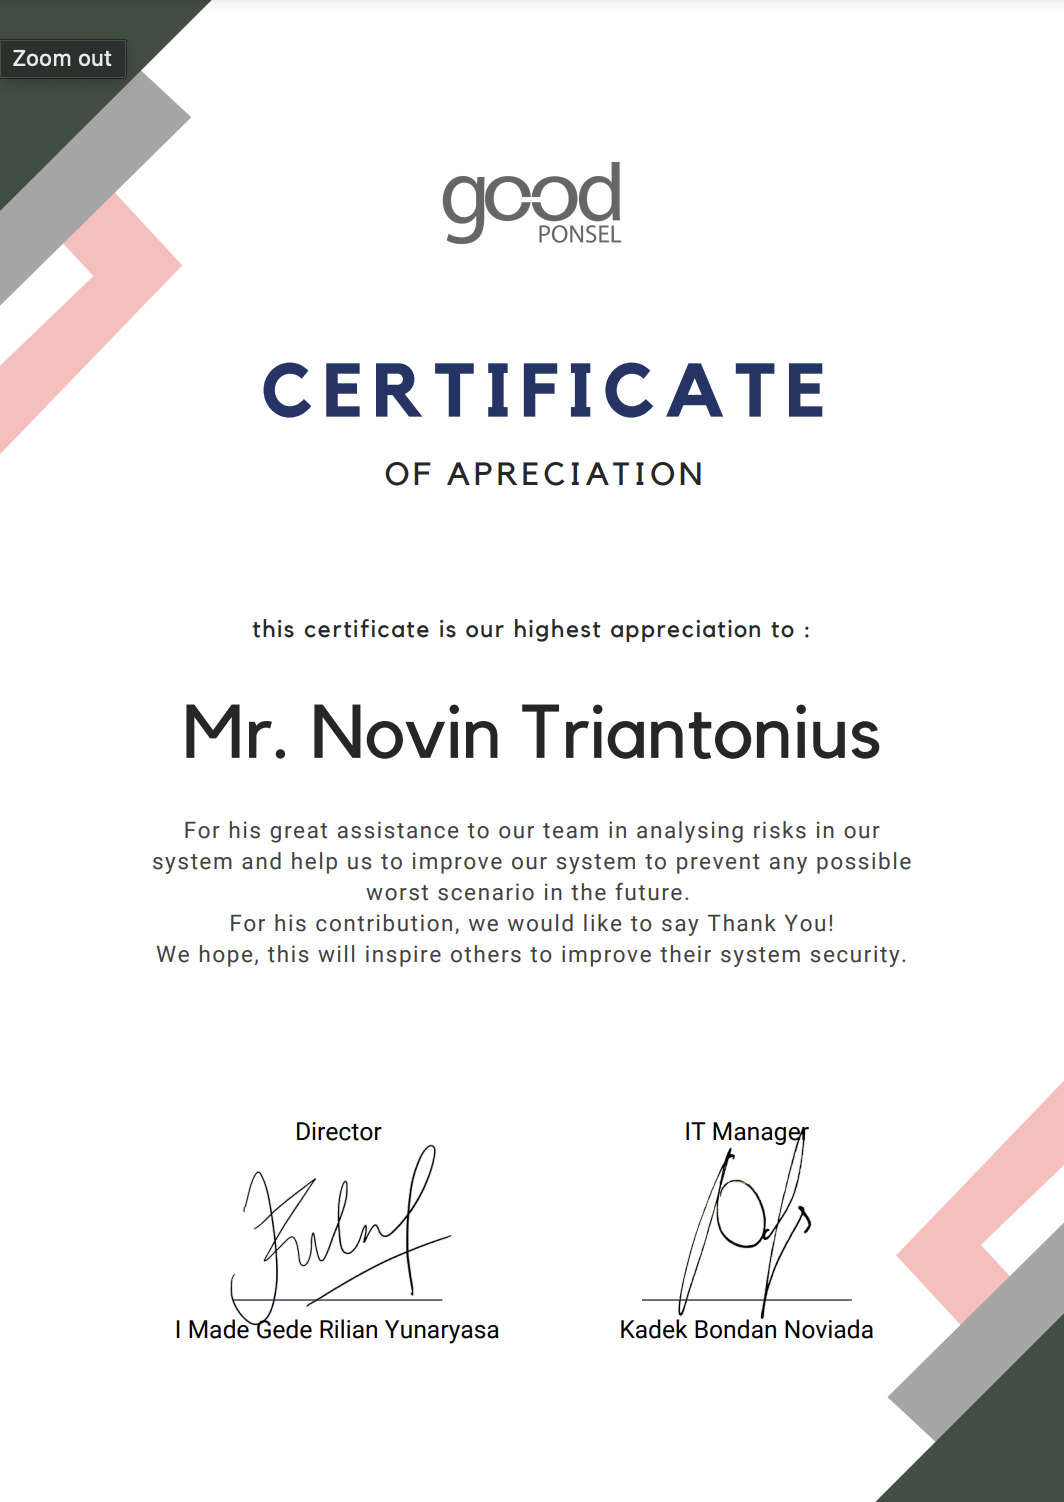 Zoom out
good
PONSEL
CERTIFICATE
OF APRECIATION
this certificate is our highest appreciation to :
Mr. Novin Triantonius
For his great assistance to our team in analysing risks in our
system and help us to improve our system to prevent any possible
worst scenario in the future.
For his contribution, we would like to say Thank You!
We hope, this will inspire others to improve their system security.
Director
IT Manager
I Made Gede Rilian Yunaryasa
Kadek Bondan Noviada